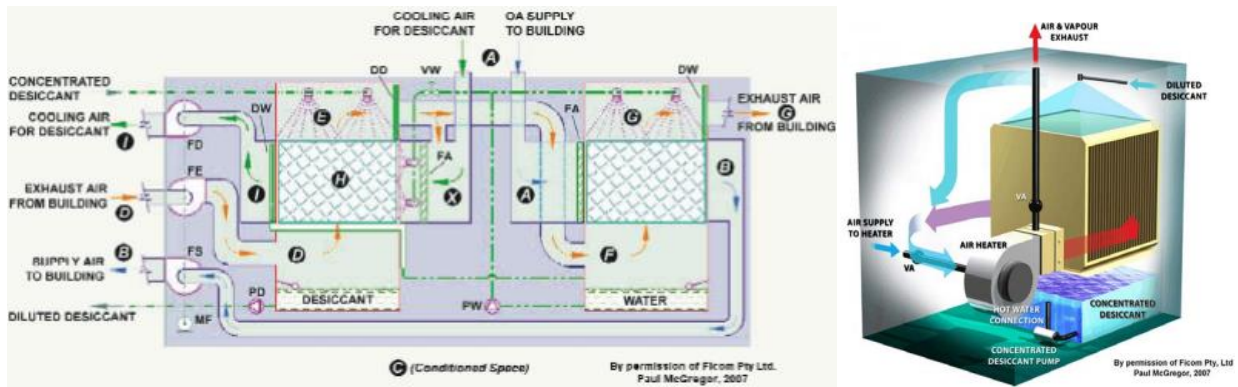 COOLING AIR
FOR DESICCANT
OA SUPPLY
TO BUILDING
A
CONCENTRATED
DESICCANT
COOLING AIR
FOR DESICCANT
I
FD
DW
E
DD
VW
FA
FA
G
DW
EXHAUST AIR
FROM BUILDING
G
FE
EXHAUST AIR
FROM BUILDING
D
I
H
X
A
B
B
SUPPLY AIR
TO BUILDING
FS
D
F
PD
DESICCANT
PW
WATER
DILUTED DESICCANT
MF
C (Conditioned Space)
By permission of Ficom Pty Ltd.
Paul McGregor, 2007
AIR & VAPOUR
EXHAUST
DILUTED
DESICCANT
VA
AIR SUPPLY
TO HEATER
AIR HEATER
VA
HOT WATER
CONNECTION
CONCENTRATED
DESICCANT
CONCENTRATED
DESICCANT PUMP
By permission of Ficom Pty Ltd.
Paul McGregor, 2007